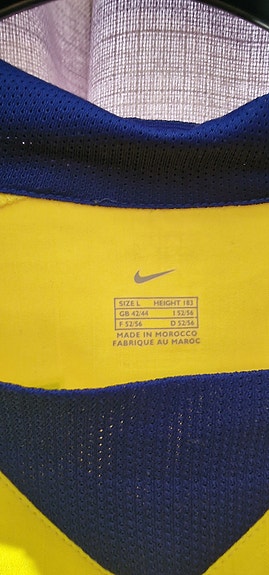 SIZE L HEIGHT 183
GB 42/44 I 52/56
F 52/56 D 52/56
MADE IN MOROCCO
FABRIQUE AU MAROC